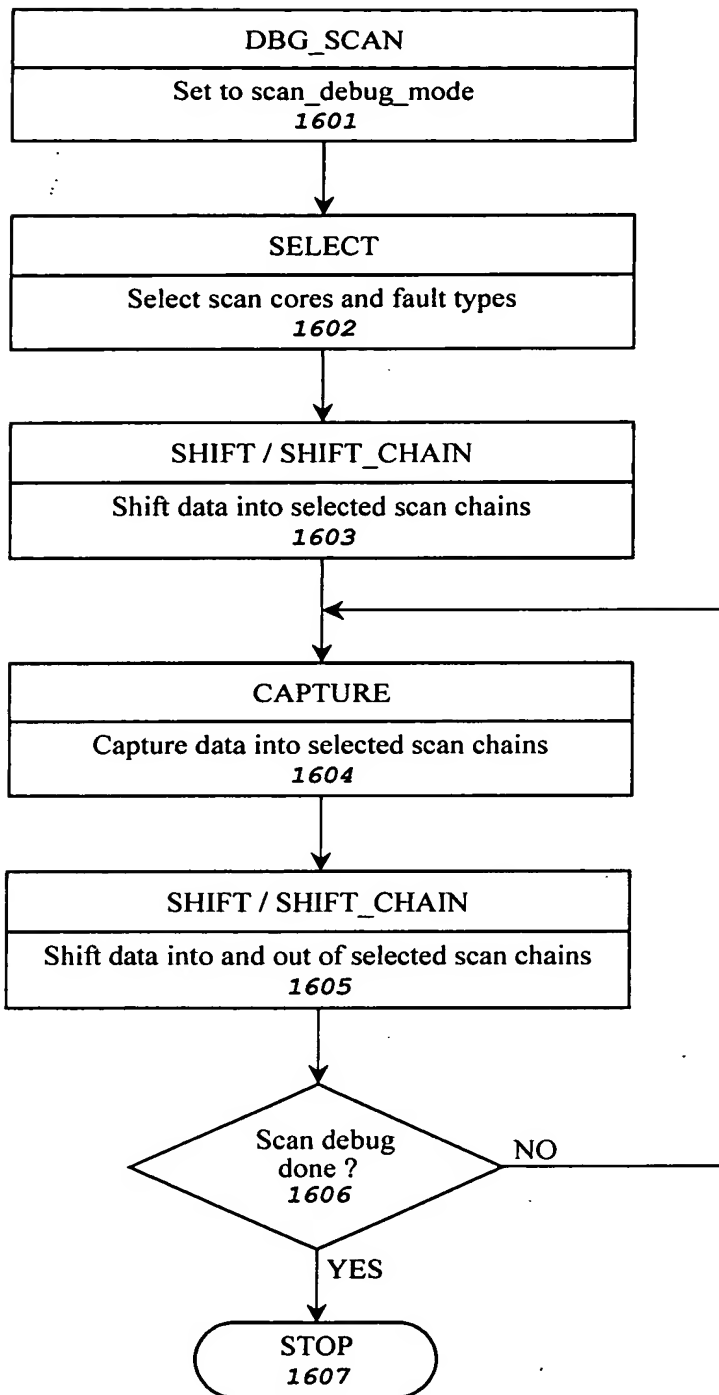 DBG_SCAN
Set to scan_debug_mode
1601
SELECT
Select scan cores and fault types
1602
SHIFT / SHIFT_CHAIN
Shift data into selected scan chains
1603
CAPTURE
Capture data into selected scan chains
1604
SHIFT / SHIFT_CHAIN
Shift data into and out of selected scan chains
1605
Scan debug
done ?
1606
NO
YES
STOP
1607